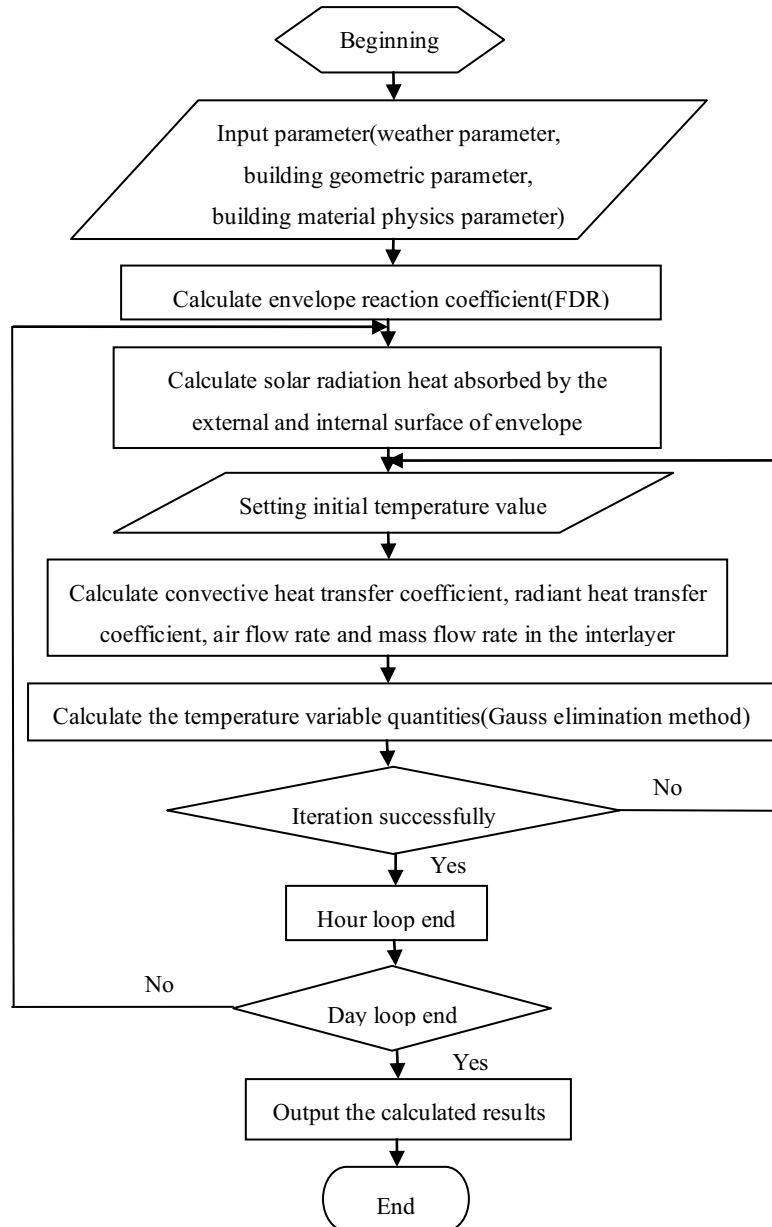 Beginning
Input parameter(weather parameter,
building geometric parameter,
building material physics parameter)
Calculate envelope reaction coefficient(FDR)
Calculate solar radiation heat absorbed by the
external and internal surface of envelope
Setting initial temperature value
Calculate convective heat transfer coefficient, radiant heat transfer
coefficient, air flow rate and mass flow rate in the interlayer
Calculate the temperature variable quantities(Gauss elimination method)
No
Iteration successfully
Yes
Hour loop end
No
Day loop end
Yes
Output the calculated results
End